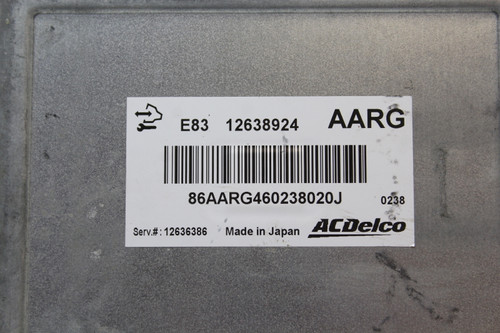 E83 12638924 AARG
86AARG460238020J 0238
Serv.#: 12636386 Made in Japan ACDelco